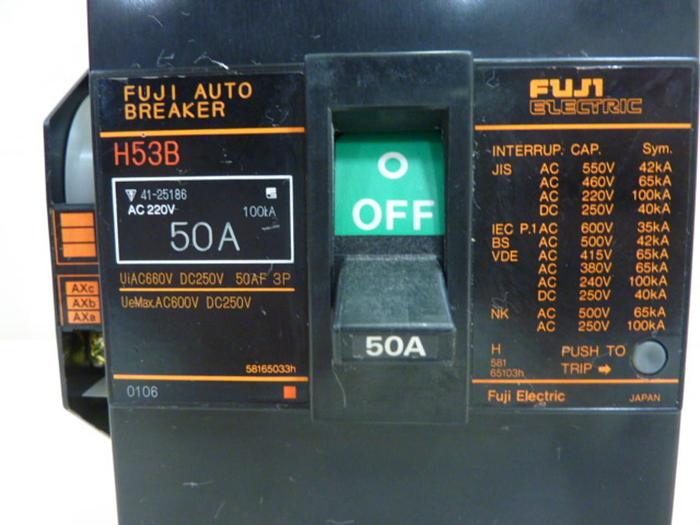 FUJI AUTO
BREAKER
H53B
41-25186
AC 220V 100kA
50A
UiAC660V DC250V 50AF 3P
UeMax.AC600V DC250V
58165033h
0106
AXc
AXb
AXa
O
OFF
50A
FUJI
ELECTRIC
INTERRUP. CAP. Sym.
JIS AC 550V 42kA
AC 460V 65kA
AC 220V 100kA
DC 250V 40kA
IEC P.1 AC 600V 35kA
BS AC 500V 42kA
VDE AC 415V 65kA
AC 380V 65kA
AC 240V 100kA
DC 250V 40kA
NK AC 500V 65kA
AC 250V 100kA
H
581
65103h
PUSH TO
TRIP ➡
Fuji Electric JAPAN